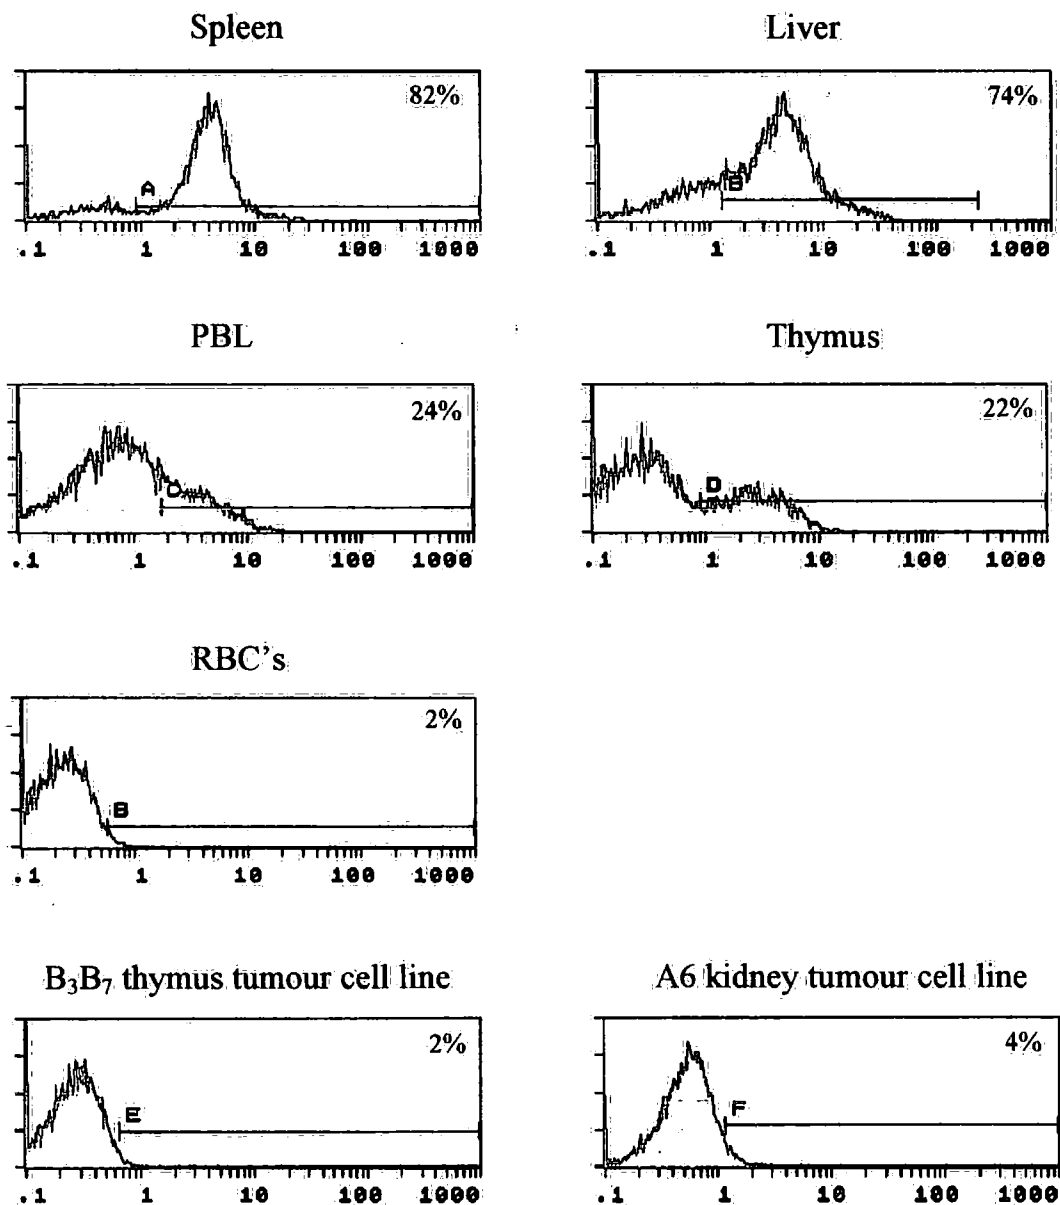 Spleen Liver
82% 74%
A B
.1 1 10 100 1000 .1 1 10 100 1000
PBL Thymus
24% 22%
C D
.1 1 10 100 1000 .1 1 10 100 1000
RBC's
2%
B
.1 1 10 100 1000
B₃B₇ thymus tumour cell line A6 kidney tumour cell line
2% 4%
E F
.1 1 10 100 1000 .1 1 10 100 1000